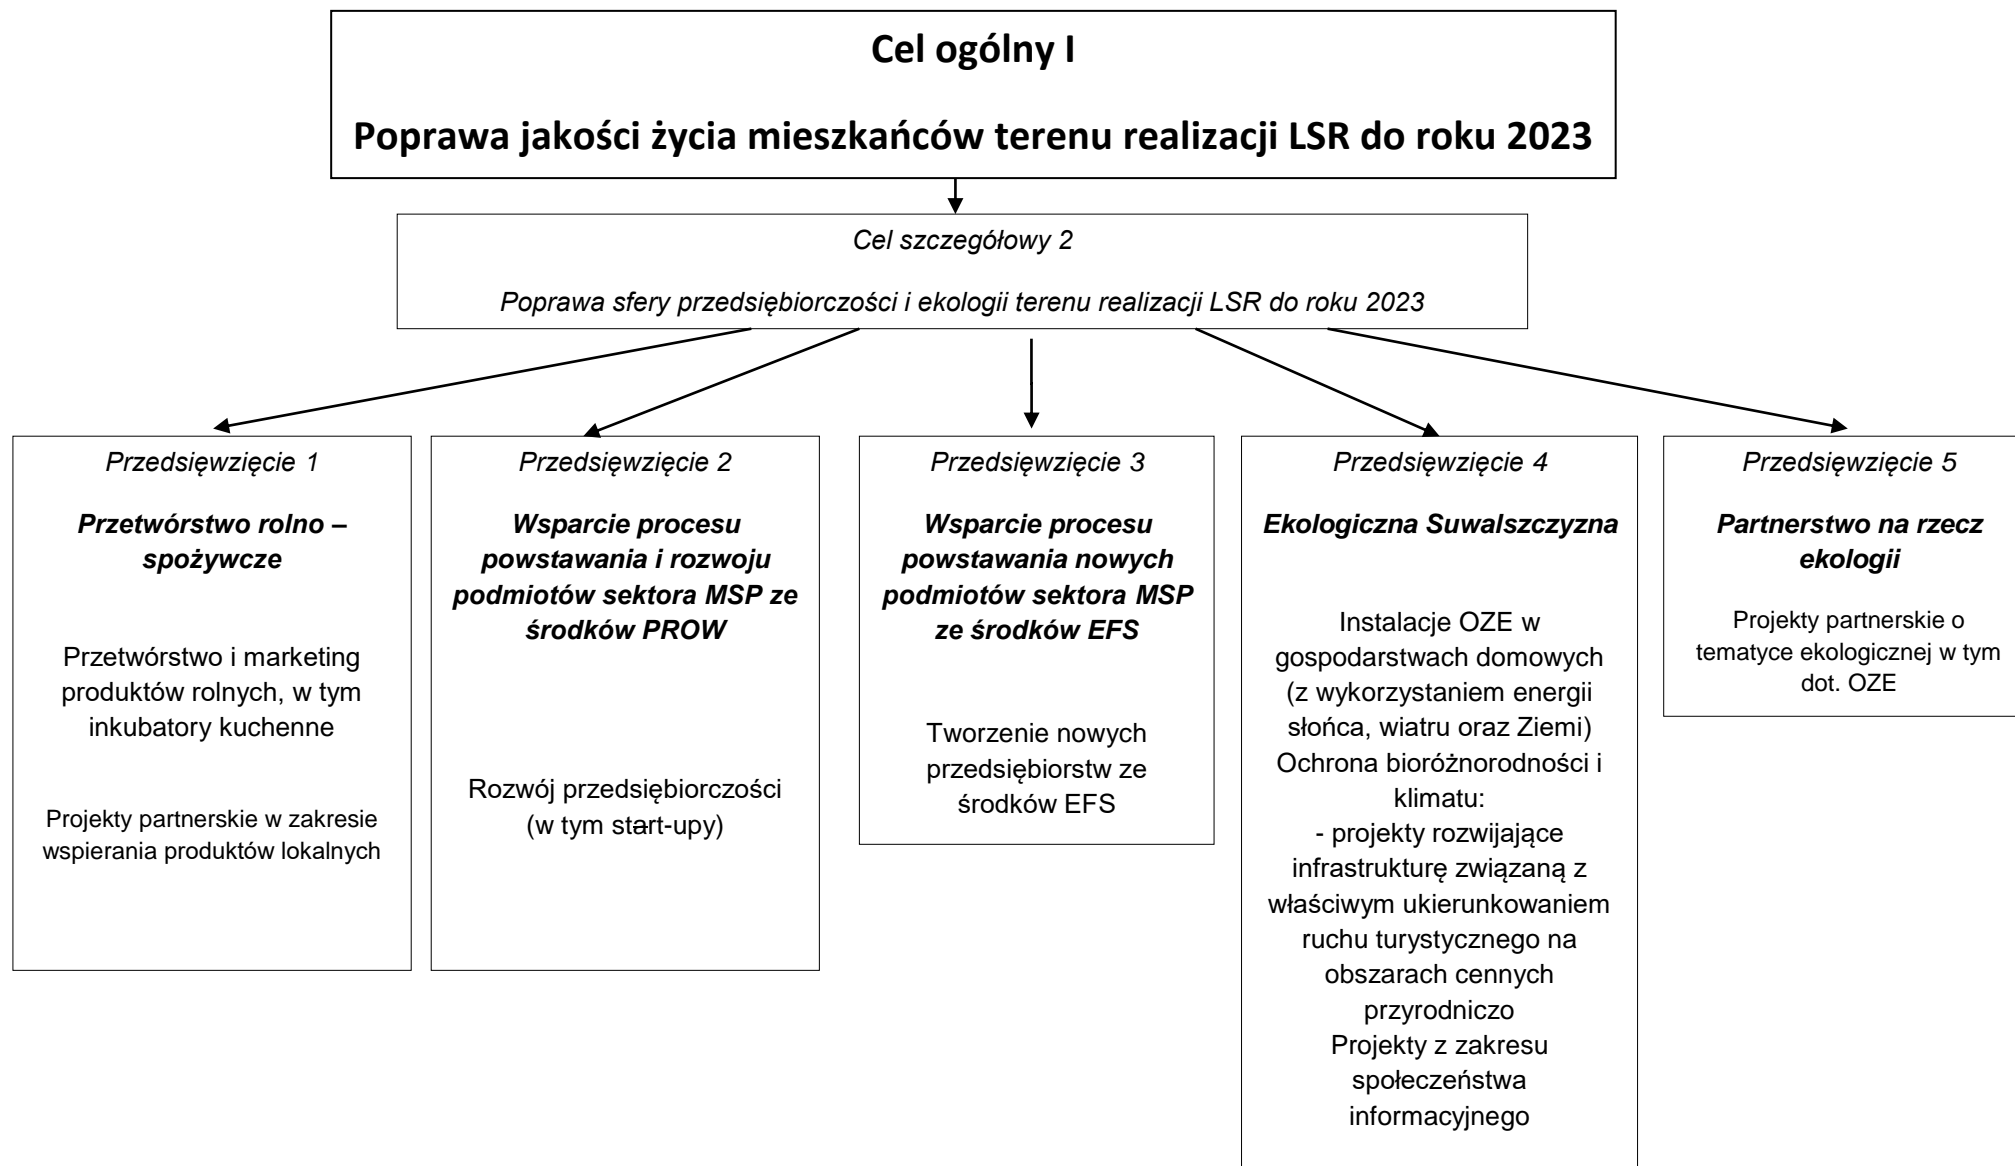 Cel ogólny I
Poprawa jakości życia mieszkańców terenu realizacji LSR do roku 2023
Cel szczegółowy 2
Poprawa sfery przedsiębiorczości i ekologii terenu realizacji LSR do roku 2023
Przedsięwzięcie 1
Przetwórstwo rolno –
spożywcze
Przetwórstwo i marketing
produktów rolnych, w tym
inkubatory kuchenne
Projekty partnerskie w zakresie
wspierania produktów lokalnych
Przedsięwzięcie 2
Wsparcie procesu
powstawania i rozwoju
podmiotów sektora MSP ze
środków PROW
Rozwój przedsiębiorczości
(w tym start-upy)
Przedsięwzięcie 3
Wsparcie procesu
powstawania nowych
podmiotów sektora MSP
ze środków EFS
Tworzenie nowych
przedsiębiorstw ze
środków EFS
Przedsięwzięcie 4
Ekologiczna Suwalszczyzna
Instalacje OZE w
gospodarstwach domowych
(z wykorzystaniem energii
słońca, wiatru oraz Ziemi)
Ochrona bioróżnorodności i
klimatu:
- projekty rozwijające
infrastrukturę związaną z
właściwym ukierunkowaniem
ruchu turystycznego na
obszarach cennych
przyrodniczo
Projekty z zakresu
społeczeństwa
informacyjnego
Przedsięwzięcie 5
Partnerstwo na rzecz
ekologii
Projekty partnerskie o
tematyce ekologicznej w tym
dot. OZE